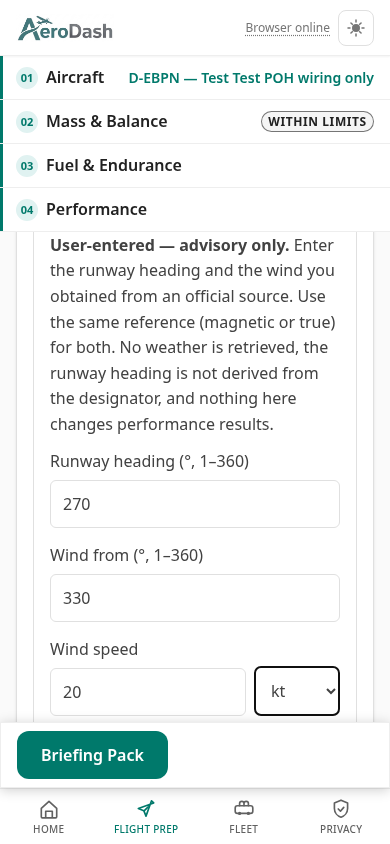 AeroDash
Browser online
01 Aircraft D-EBPN — Test Test POH wiring only
02 Mass & Balance WITHIN LIMITS
03 Fuel & Endurance
04 Performance
User-entered — advisory only. Enter
the runway heading and the wind you
obtained from an official source. Use
the same reference (magnetic or true)
for both. No weather is retrieved, the
runway heading is not derived from
the designator, and nothing here
changes performance results.
Runway heading (°, 1–360)
270
Wind from (°, 1–360)
330
Wind speed
20 kt
Briefing Pack
HOME FLIGHT PREP FLEET PRIVACY